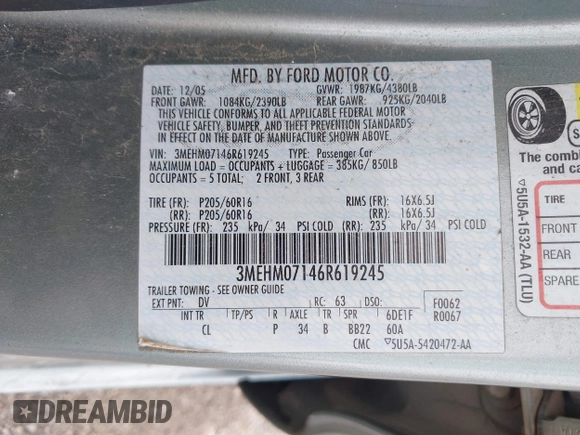 MFD. BY FORD MOTOR CO.
DATE: 12/05 GVWR: 1987KG/4380LB
FRONT GAWR: 1084KG/2390LB REAR GAWR: 925KG/2040LB
THIS VEHICLE CONFORMS TO ALL APPLICABLE FEDERAL MOTOR
VEHICLE SAFETY, BUMPER, AND THEFT PREVENTION STANDARDS
IN EFFECT ON THE DATE OF MANUFACTURE SHOWN ABOVE.
VIN: 3MEHM07146R619245 TYPE: Passenger Car
MAXIMUM LOAD = OCCUPANTS + LUGGAGE = 385KG/ 850LB
OCCUPANTS = 5 TOTAL; 2 FRONT, 3 REAR
TIRE (FR): P205/60R16 RIMS (FR): 16X6.5J
(RR): P205/60R16 (RR): 16X6.5J
PRESSURE (FR): 235 kPa/ 34 PSI COLD (RR): 235 kPa/ 34 PSI COLD
3MEHM07146R619245
TRAILER TOWING - SEE OWNER GUIDE
EXT PNT: DV RC: 63 DSO: F0062
INT TR TP/PS R AXLE TR SPR 6DE1F R0067
CL P 34 B BB22 60A
CMC ▽5U5A-5420472-AA
▽5U5A-1532-AA (TLU)
The comb
and carg
TIRE
FRONT
REAR
SPARE
DREAMBID